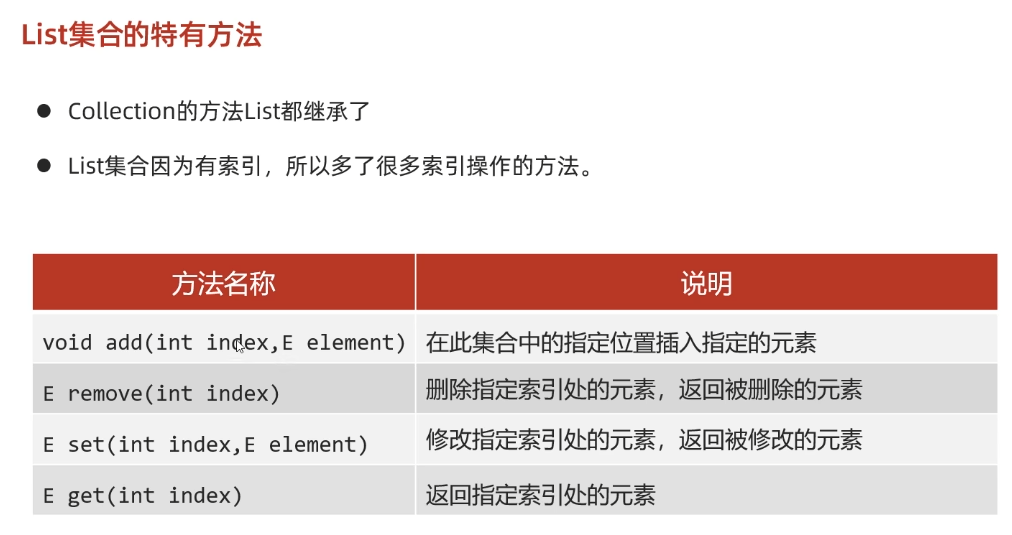 List集合的特有方法
● Collection的方法List都继承了
● List集合因为有索引，所以多了很多索引操作的方法。
方法名称 说明
void add(int index,E element) 在此集合中的指定位置插入指定的元素
E remove(int index) 删除指定索引处的元素，返回被删除的元素
E set(int index,E element) 修改指定索引处的元素，返回被修改的元素
E get(int index) 返回指定索引处的元素